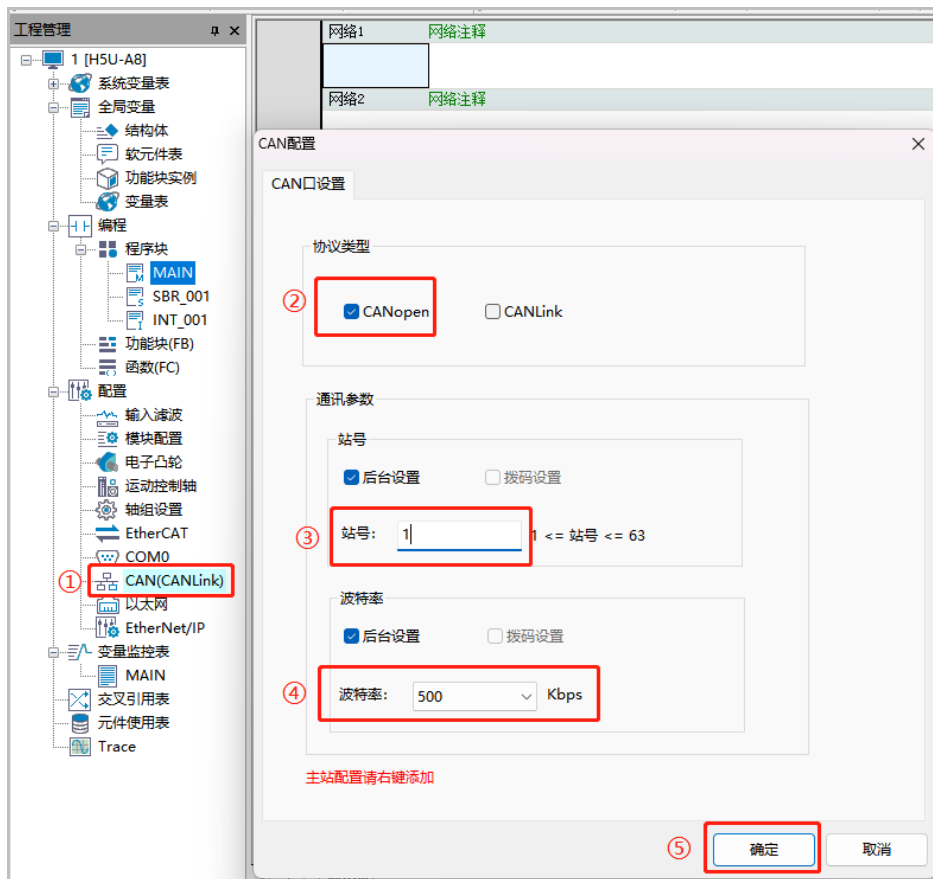 工程管理
1 [H5U-A8]
系统变量表
全局变量
结构体
软元件表
功能块实例
变量表
编程
程序块
MAIN
SBR_001
INT_001
功能块(FB)
函数(FC)
配置
输入滤波
模块配置
电子凸轮
运动控制轴
轴组设置
EtherCAT
COM0
① CAN(CANLink)
以太网
EtherNet/IP
变量监控表
MAIN
交叉引用表
元件使用表
Trace
网络1 网络注释
网络2 网络注释
CAN配置
CAN口设置
协议类型
② CANopen CANLink
通讯参数
站号
后台设置 拨码设置
③ 站号: 1 1 <= 站号 <= 63
波特率
后台设置 拨码设置
④ 波特率: 500 Kbps
主站配置请右键添加
⑤ 确定 取消